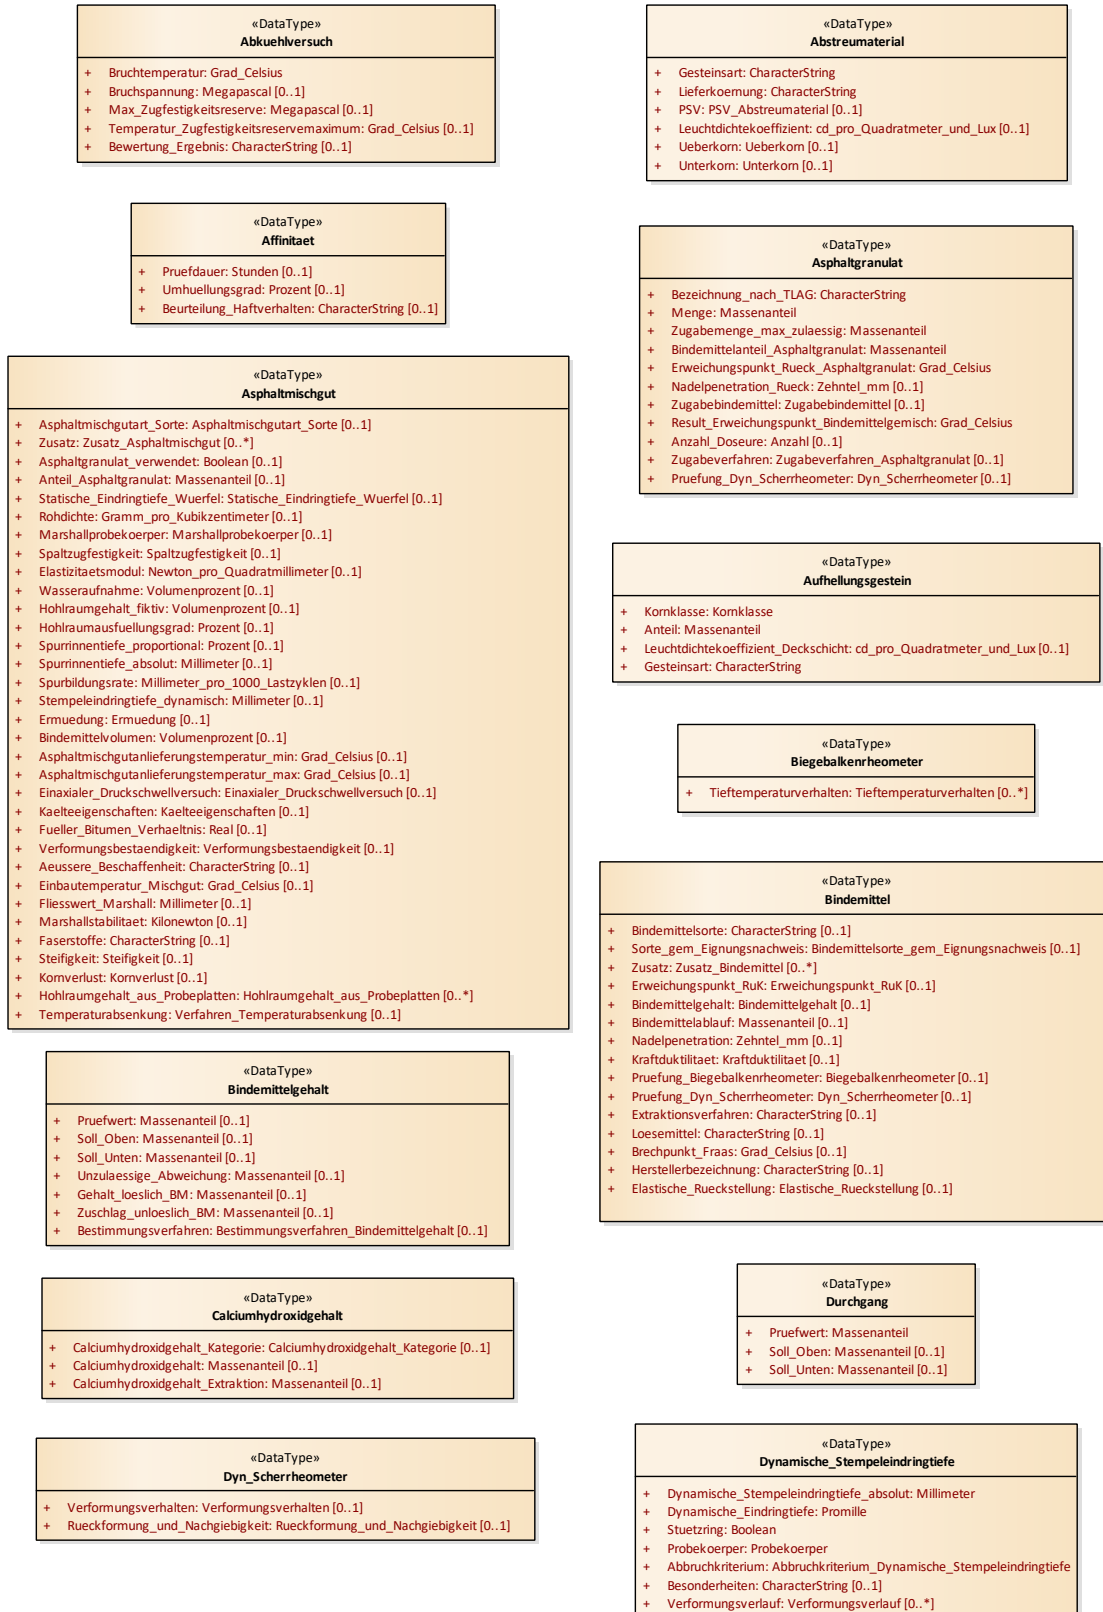 «DataType»
Abkuehlversuch
+ Bruchtemperatur: Grad_Celsius
+ Bruchspannung: Megapascal [0..1]
+ Max_Zugfestigkeitsreserve: Megapascal [0..1]
+ Temperatur_Zugfestigkeitsreservemaximum: Grad_Celsius [0..1]
+ Bewertung_Ergebnis: CharacterString [0..1]
«DataType»
Abstreumaterial
+ Gesteinsart: CharacterString
+ Lieferkoernung: CharacterString
+ PSV: PSV_Abstreumaterial [0..1]
+ Leuchtdichtekoeffizient: cd_pro_Quadratmeter_und_Lux [0..1]
+ Ueberkorn: Ueberkorn [0..1]
+ Unterkorn: Unterkorn [0..1]
«DataType»
Affinitaet
+ Pruefdauer: Stunden [0..1]
+ Umhuellungsgrad: Prozent [0..1]
+ Beurteilung_Haftverhalten: CharacterString [0..1]
«DataType»
Asphaltgranulat
+ Bezeichnung_nach_TLAG: CharacterString
+ Menge: Massenanteil
+ Zugabemenge_max_zulaessig: Massenanteil
+ Bindemittelanteil_Asphaltgranulat: Massenanteil
+ Erweichungspunkt_Rueck_Asphaltgranulat: Grad_Celsius
+ Nadelpenetration_Rueck: Zehntel_mm [0..1]
+ Zugabebindemittel: Zugabebindemittel [0..1]
+ Result_Erweichungspunkt_Bindemittelgemisch: Grad_Celsius
+ Anzahl_Doseure: Anzahl [0..1]
+ Zugabeverfahren: Zugabeverfahren_Asphaltgranulat [0..1]
+ Pruefung_Dyn_Scherrheometer: Dyn_Scherrheometer [0..1]
«DataType»
Asphaltmischgut
+ Asphaltmischgutart_Sorte: Asphaltmischgutart_Sorte [0..1]
+ Zusatz: Zusatz_Asphaltmischgut [0..*]
+ Asphaltgranulat_verwendet: Boolean [0..1]
+ Anteil_Asphaltgranulat: Massenanteil [0..1]
+ Statische_Eindringtiefe_Wuerfel: Statische_Eindringtiefe_Wuerfel [0..1]
+ Rohdichte: Gramm_pro_Kubikzentimeter [0..1]
+ Marshallprobekoerper: Marshallprobekoerper [0..1]
+ Spaltzugfestigkeit: Spaltzugfestigkeit [0..1]
+ Elastizitaetsmodul: Newton_pro_Quadratmillimeter [0..1]
+ Wasseraufnahme: Volumenprozent [0..1]
+ Hohlraumgehalt_fiktiv: Volumenprozent [0..1]
+ Hohlraumausfuellungsgrad: Prozent [0..1]
+ Spurrinnentiefe_proportional: Prozent [0..1]
+ Spurrinnentiefe_absolut: Millimeter [0..1]
+ Spurbildungsrate: Millimeter_pro_1000_Lastzyklen [0..1]
+ Stempeleindringtiefe_dynamisch: Millimeter [0..1]
+ Ermuedung: Ermuedung [0..1]
+ Bindemittelvolumen: Volumenprozent [0..1]
+ Asphaltmischgutanlieferungstemperatur_min: Grad_Celsius [0..1]
+ Asphaltmischgutanlieferungstemperatur_max: Grad_Celsius [0..1]
+ Einaxialer_Druckschwellversuch: Einaxialer_Druckschwellversuch [0..1]
+ Kaelteeigenschaften: Kaelteeigenschaften [0..1]
+ Fueller_Bitumen_Verhaeltnis: Real [0..1]
+ Verformungsbestaendigkeit: Verformungsbestaendigkeit [0..1]
+ Aeussere_Beschaffenheit: CharacterString [0..1]
+ Einbautemperatur_Mischgut: Grad_Celsius [0..1]
+ Fliesswert_Marshall: Millimeter [0..1]
+ Marshallstabilitaet: Kilonewton [0..1]
+ Faserstoffe: CharacterString [0..1]
+ Steifigkeit: Steifigkeit [0..1]
+ Kornverlust: Kornverlust [0..1]
+ Hohlraumgehalt_aus_Probeplatten: Hohlraumgehalt_aus_Probeplatten [0..*]
+ Temperaturabsenkung: Verfahren_Temperaturabsenkung [0..1]
«DataType»
Aufhellungsgestein
+ Kornklasse: Kornklasse
+ Anteil: Massenanteil
+ Leuchtdichtekoeffizient_Deckschicht: cd_pro_Quadratmeter_und_Lux [0..1]
+ Gesteinsart: CharacterString
«DataType»
Biegebalkenrheometer
+ Tieftemperaturverhalten: Tieftemperaturverhalten [0..*]
«DataType»
Bindemittel
+ Bindemittelsorte: CharacterString [0..1]
+ Sorte_gem_Eignungsnachweis: Bindemittelsorte_gem_Eignungsnachweis [0..1]
+ Zusatz: Zusatz_Bindemittel [0..*]
+ Erweichungspunkt_RuK: Erweichungspunkt_RuK [0..1]
+ Bindemittelgehalt: Bindemittelgehalt [0..1]
+ Bindemittelablauf: Massenanteil [0..1]
+ Nadelpenetration: Zehntel_mm [0..1]
+ Kraftduktilitaet: Kraftduktilitaet [0..1]
+ Pruefung_Biegebalkenrheometer: Biegebalkenrheometer [0..1]
+ Pruefung_Dyn_Scherrheometer: Dyn_Scherrheometer [0..1]
+ Extraktionsverfahren: CharacterString [0..1]
+ Loesemittel: CharacterString [0..1]
+ Brechpunkt_Fraas: Grad_Celsius [0..1]
+ Herstellerbezeichnung: CharacterString [0..1]
+ Elastische_Rueckstellung: Elastische_Rueckstellung [0..1]
«DataType»
Bindemittelgehalt
+ Pruefwert: Massenanteil [0..1]
+ Soll_Oben: Massenanteil [0..1]
+ Soll_Unten: Massenanteil [0..1]
+ Unzulaessige_Abweichung: Massenanteil [0..1]
+ Gehalt_loeslich_BM: Massenanteil [0..1]
+ Zuschlag_unloeslich_BM: Massenanteil [0..1]
+ Bestimmungsverfahren: Bestimmungsverfahren_Bindemittelgehalt [0..1]
«DataType»
Calciumhydroxidgehalt
+ Calciumhydroxidgehalt_Kategorie: Calciumhydroxidgehalt_Kategorie [0..1]
+ Calciumhydroxidgehalt: Massenanteil [0..1]
+ Calciumhydroxidgehalt_Extraktion: Massenanteil [0..1]
«DataType»
Durchgang
+ Pruefwert: Massenanteil
+ Soll_Oben: Massenanteil [0..1]
+ Soll_Unten: Massenanteil [0..1]
«DataType»
Dyn_Scherrheometer
+ Verformungsverhalten: Verformungsverhalten [0..1]
+ Rueckformung_und_Nachgiebigkeit: Rueckformung_und_Nachgiebigkeit [0..1]
«DataType»
Dynamische_Stempeleindringtiefe
+ Dynamische_Stempeleindringtiefe_absolut: Millimeter
+ Dynamische_Eindringtiefe: Promille
+ Stuetzring: Boolean
+ Probekoerper: Probekoerper
+ Abbruchkriterium: Abbruchkriterium_Dynamische_Stempeleindringtiefe
+ Besonderheiten: CharacterString [0..1]
+ Verformungsverlauf: Verformungsverlauf [0..*]